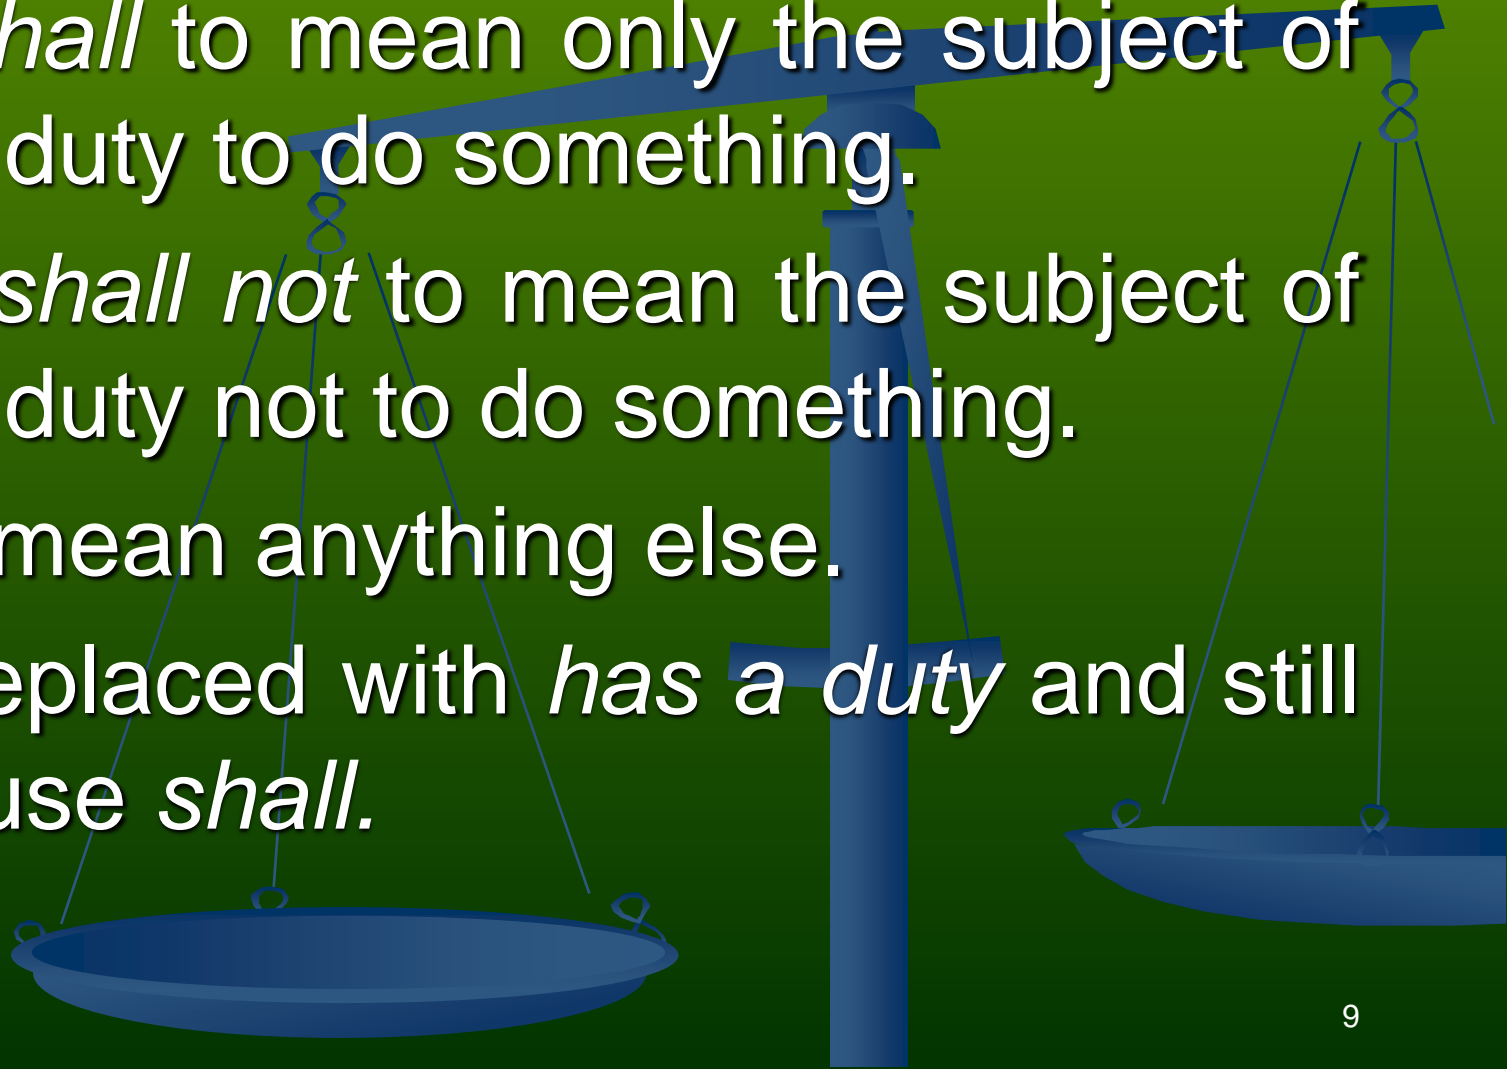 hall to mean only the subject of
duty to do something.
shall not to mean the subject of
duty not to do something.
mean anything else.
eplaced with has a duty and still
use shall.
9